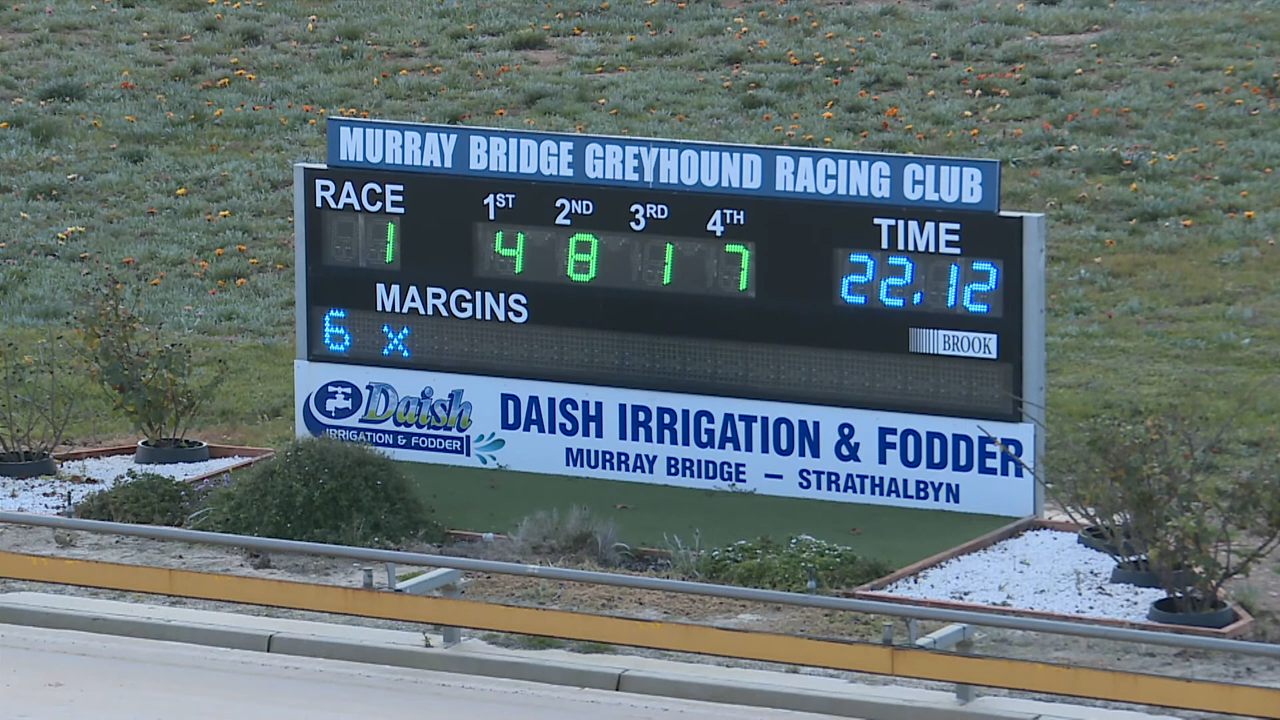 MURRAY BRIDGE GREYHOUND RACING CLUB
RACE 1ST 2ND 3RD 4TH TIME
1 4 8 1 7 22.12
MARGINS
6 x
BROOK
Daish
IRRIGATION & FODDER
DAISH IRRIGATION & FODDER
MURRAY BRIDGE — STRATHALBYN